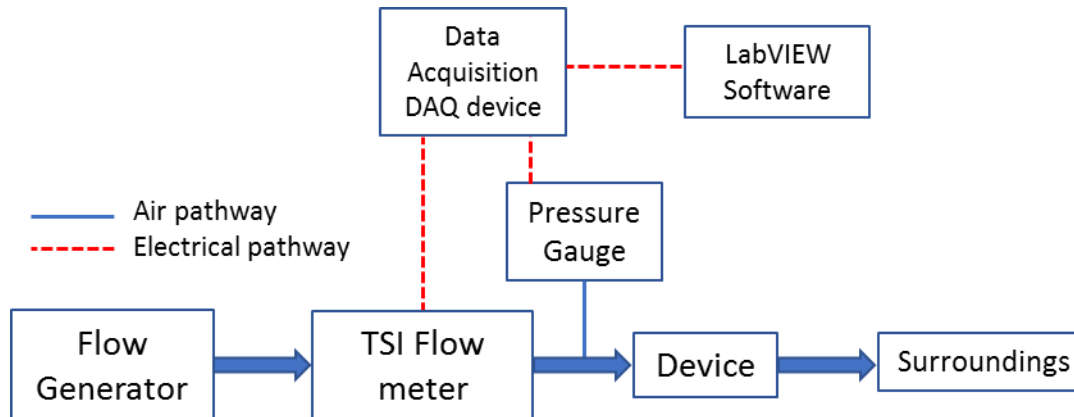 Data
Acquisition
DAQ device
LabVIEW
Software
Air pathway
Electrical pathway
Pressure
Gauge
Flow
Generator
TSI Flow
meter
Device
Surroundings